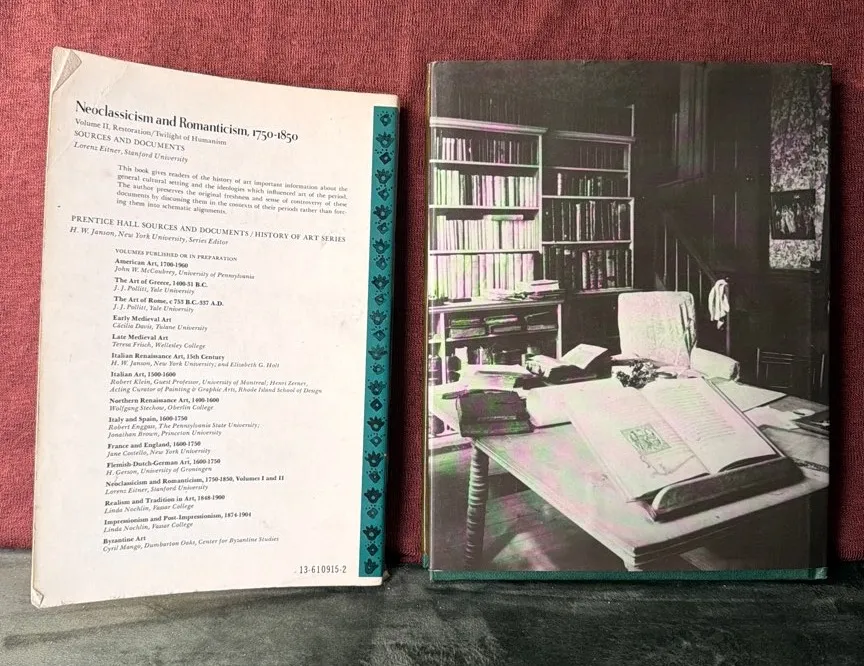 Neoclassicism and Romanticism, 1750-1850
Volume II, Restoration/Twilight of Humanism
SOURCES AND DOCUMENTS
Lorenz Eitner, Stanford University
This book gives readers of the history of art important information about the
general cultural setting and the ideologies which influenced art of the period.
The author preserves the original freshness and sense of controversy of these
documents by discussing them in the contexts of their periods rather than forc-
ing them into schematic alignments.
PRENTICE HALL SOURCES AND DOCUMENTS / HISTORY OF ART SERIES
H. W. Janson, New York University, Series Editor
VOLUMES PUBLISHED OR IN PREPARATION
American Art, 1700-1960
John W. McCoubrey, University of Pennsylvania
The Art of Greece, 1400-31 B.C.
J. J. Pollitt, Yale University
The Art of Rome, c 753 B.C.-337 A.D.
J. J. Pollitt, Yale University
Early Medieval Art
Cäcilia Davis, Tulane University
Late Medieval Art
Teresa Frisch, Wellesley College
Italian Renaissance Art, 15th Century
H. W. Janson, New York University; and Elizabeth G. Holt
Italian Art, 1500-1600
Robert Klein, Guest Professor, University of Montreal; Henri Zerner,
Acting Curator of Painting & Graphic Arts, Rhode Island School of Design
Northern Renaissance Art, 1400-1600
Wolfgang Stechow, Oberlin College
Italy and Spain, 1600-1750
Robert Enggass, The Pennsylvania State University;
Jonathan Brown, Princeton University
France and England, 1600-1750
Jane Costello, New York University
Flemish-Dutch-German Art, 1600-1750
H. Gerson, University of Groningen
Neoclassicism and Romanticism, 1750-1850, Volumes I and II
Lorenz Eitner, Stanford University
Realism and Tradition in Art, 1848-1900
Linda Nochlin, Vassar College
Impressionism and Post-Impressionism, 1874-1904
Linda Nochlin, Vassar College
Byzantine Art
Cyril Mango, Dumbarton Oaks, Center for Byzantine Studies
13-610915-2